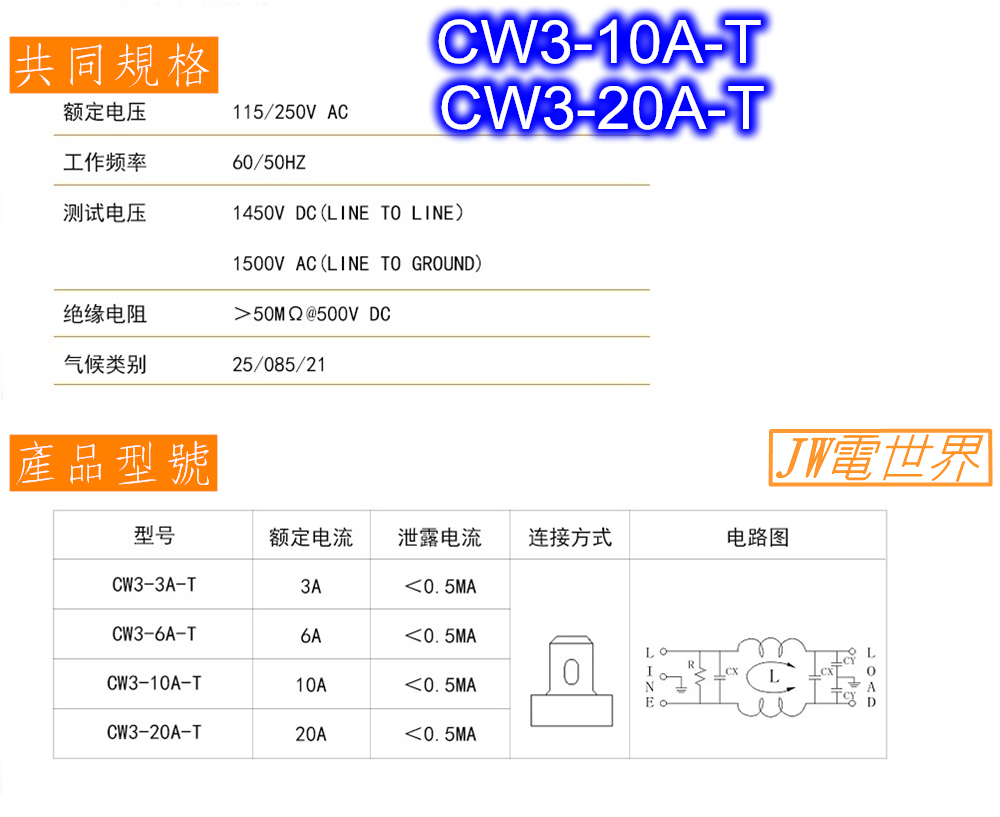 CW3-10A-T
CW3-20A-T
共同規格
额定电压 115/250V AC
工作频率 60/50HZ
测试电压 1450V DC(LINE TO LINE)
1500V AC(LINE TO GROUND)
绝缘电阻 >50MΩ@500V DC
气候类别 25/085/21
產品型號
JW電世界
型号 额定电流 泄露电流 连接方式 电路图
CW3-3A-T 3A <0.5MA
CW3-6A-T 6A <0.5MA
CW3-10A-T 10A <0.5MA
CW3-20A-T 20A <0.5MA
LINE
R
CX
L
CX
CY
CY
LOAD